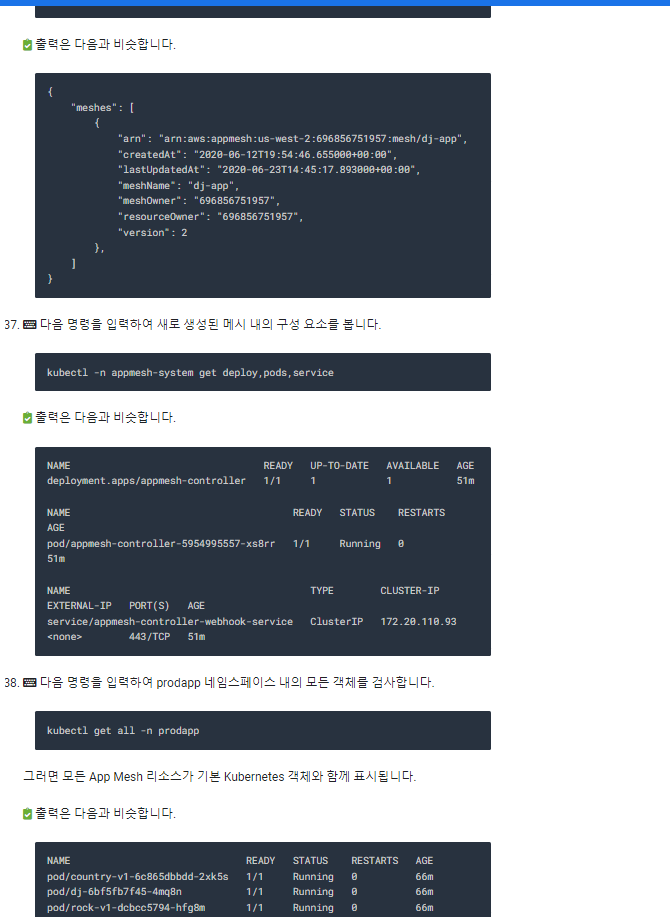 출력은 다음과 비슷합니다.
{
"meshes": [
{
"arn": "arn:aws:appmesh:us-west-2:696856751957:mesh/dj-app",
"createdAt": "2020-06-12T19:54:46.655000+00:00",
"lastUpdatedAt": "2020-06-23T14:45:17.893000+00:00",
"meshName": "dj-app",
"meshOwner": "696856751957",
"resourceOwner": "696856751957",
"version": 2
},
]
}
37. 다음 명령을 입력하여 새로 생성된 메시 내의 구성 요소를 봅니다.
kubectl -n appmesh-system get deploy,pods,service
출력은 다음과 비슷합니다.
NAME READY UP-TO-DATE AVAILABLE AGE
deployment.apps/appmesh-controller 1/1 1 1 51m
NAME READY STATUS RESTARTS
AGE
pod/appmesh-controller-5954995557-xs8rr 1/1 Running 0
51m
NAME TYPE CLUSTER-IP
EXTERNAL-IP PORT(S) AGE
service/appmesh-controller-webhook-service ClusterIP 172.20.110.93
<none> 443/TCP 51m
38. 다음 명령을 입력하여 prodapp 네임스페이스 내의 모든 객체를 검사합니다.
kubectl get all -n prodapp
그러면 모든 App Mesh 리소스가 기본 Kubernetes 객체와 함께 표시됩니다.
출력은 다음과 비슷합니다.
NAME READY STATUS RESTARTS AGE
pod/country-v1-6c865dbbdd-2xk5s 1/1 Running 0 66m
pod/dj-6bf5fb7f45-4mq8n 1/1 Running 0 66m
pod/rock-v1-dcbcc5794-hfg8m 1/1 Running 0 66m